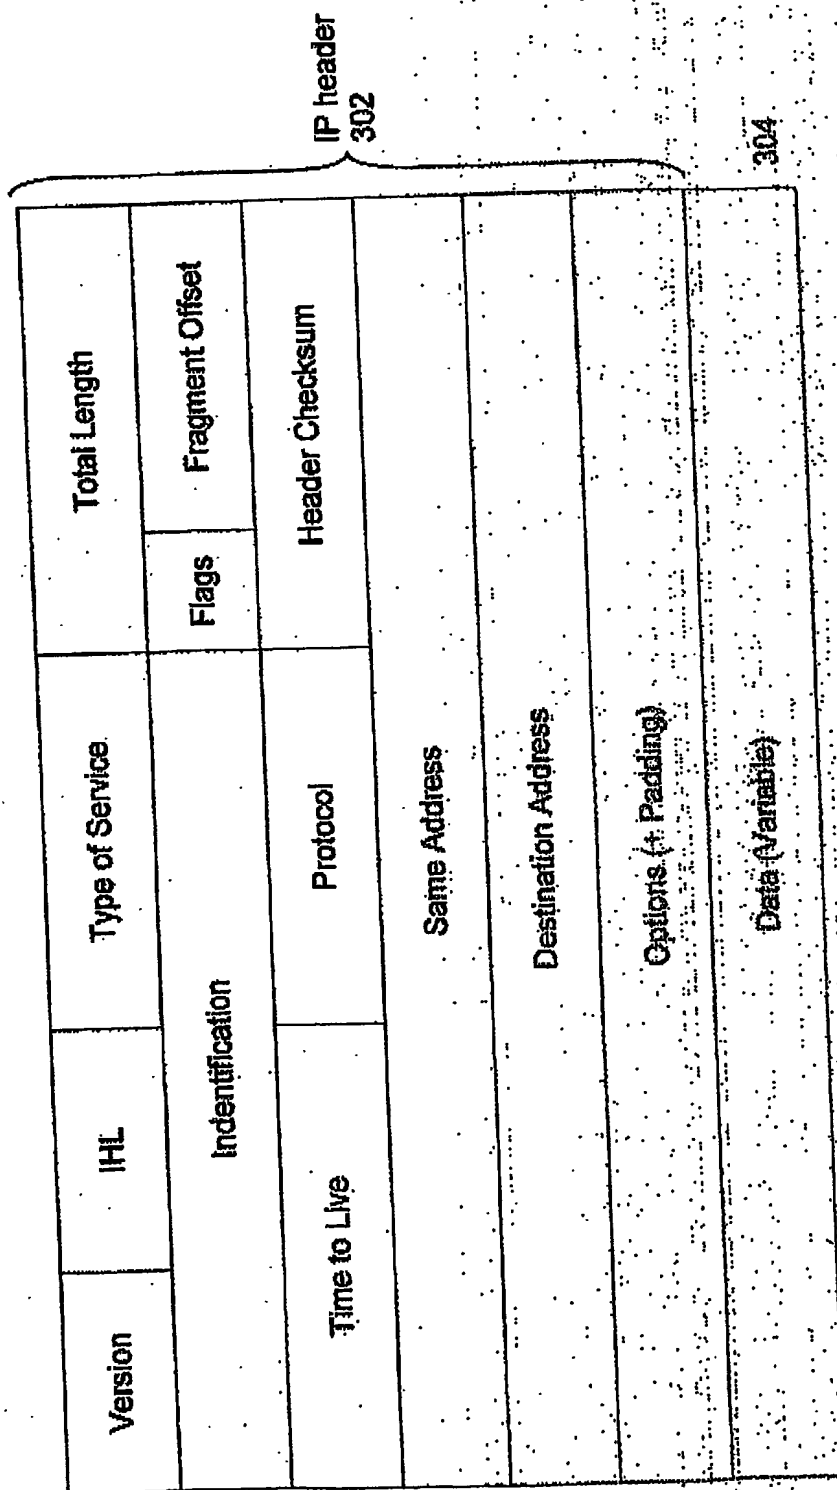 Version IHL Type of Service Total Length
Indentification Flags Fragment Offset
Time to Live Protocol Header Checksum
Same Address
Destination Address
Options (+ Padding)
Data (Variable)
IP header
302
304